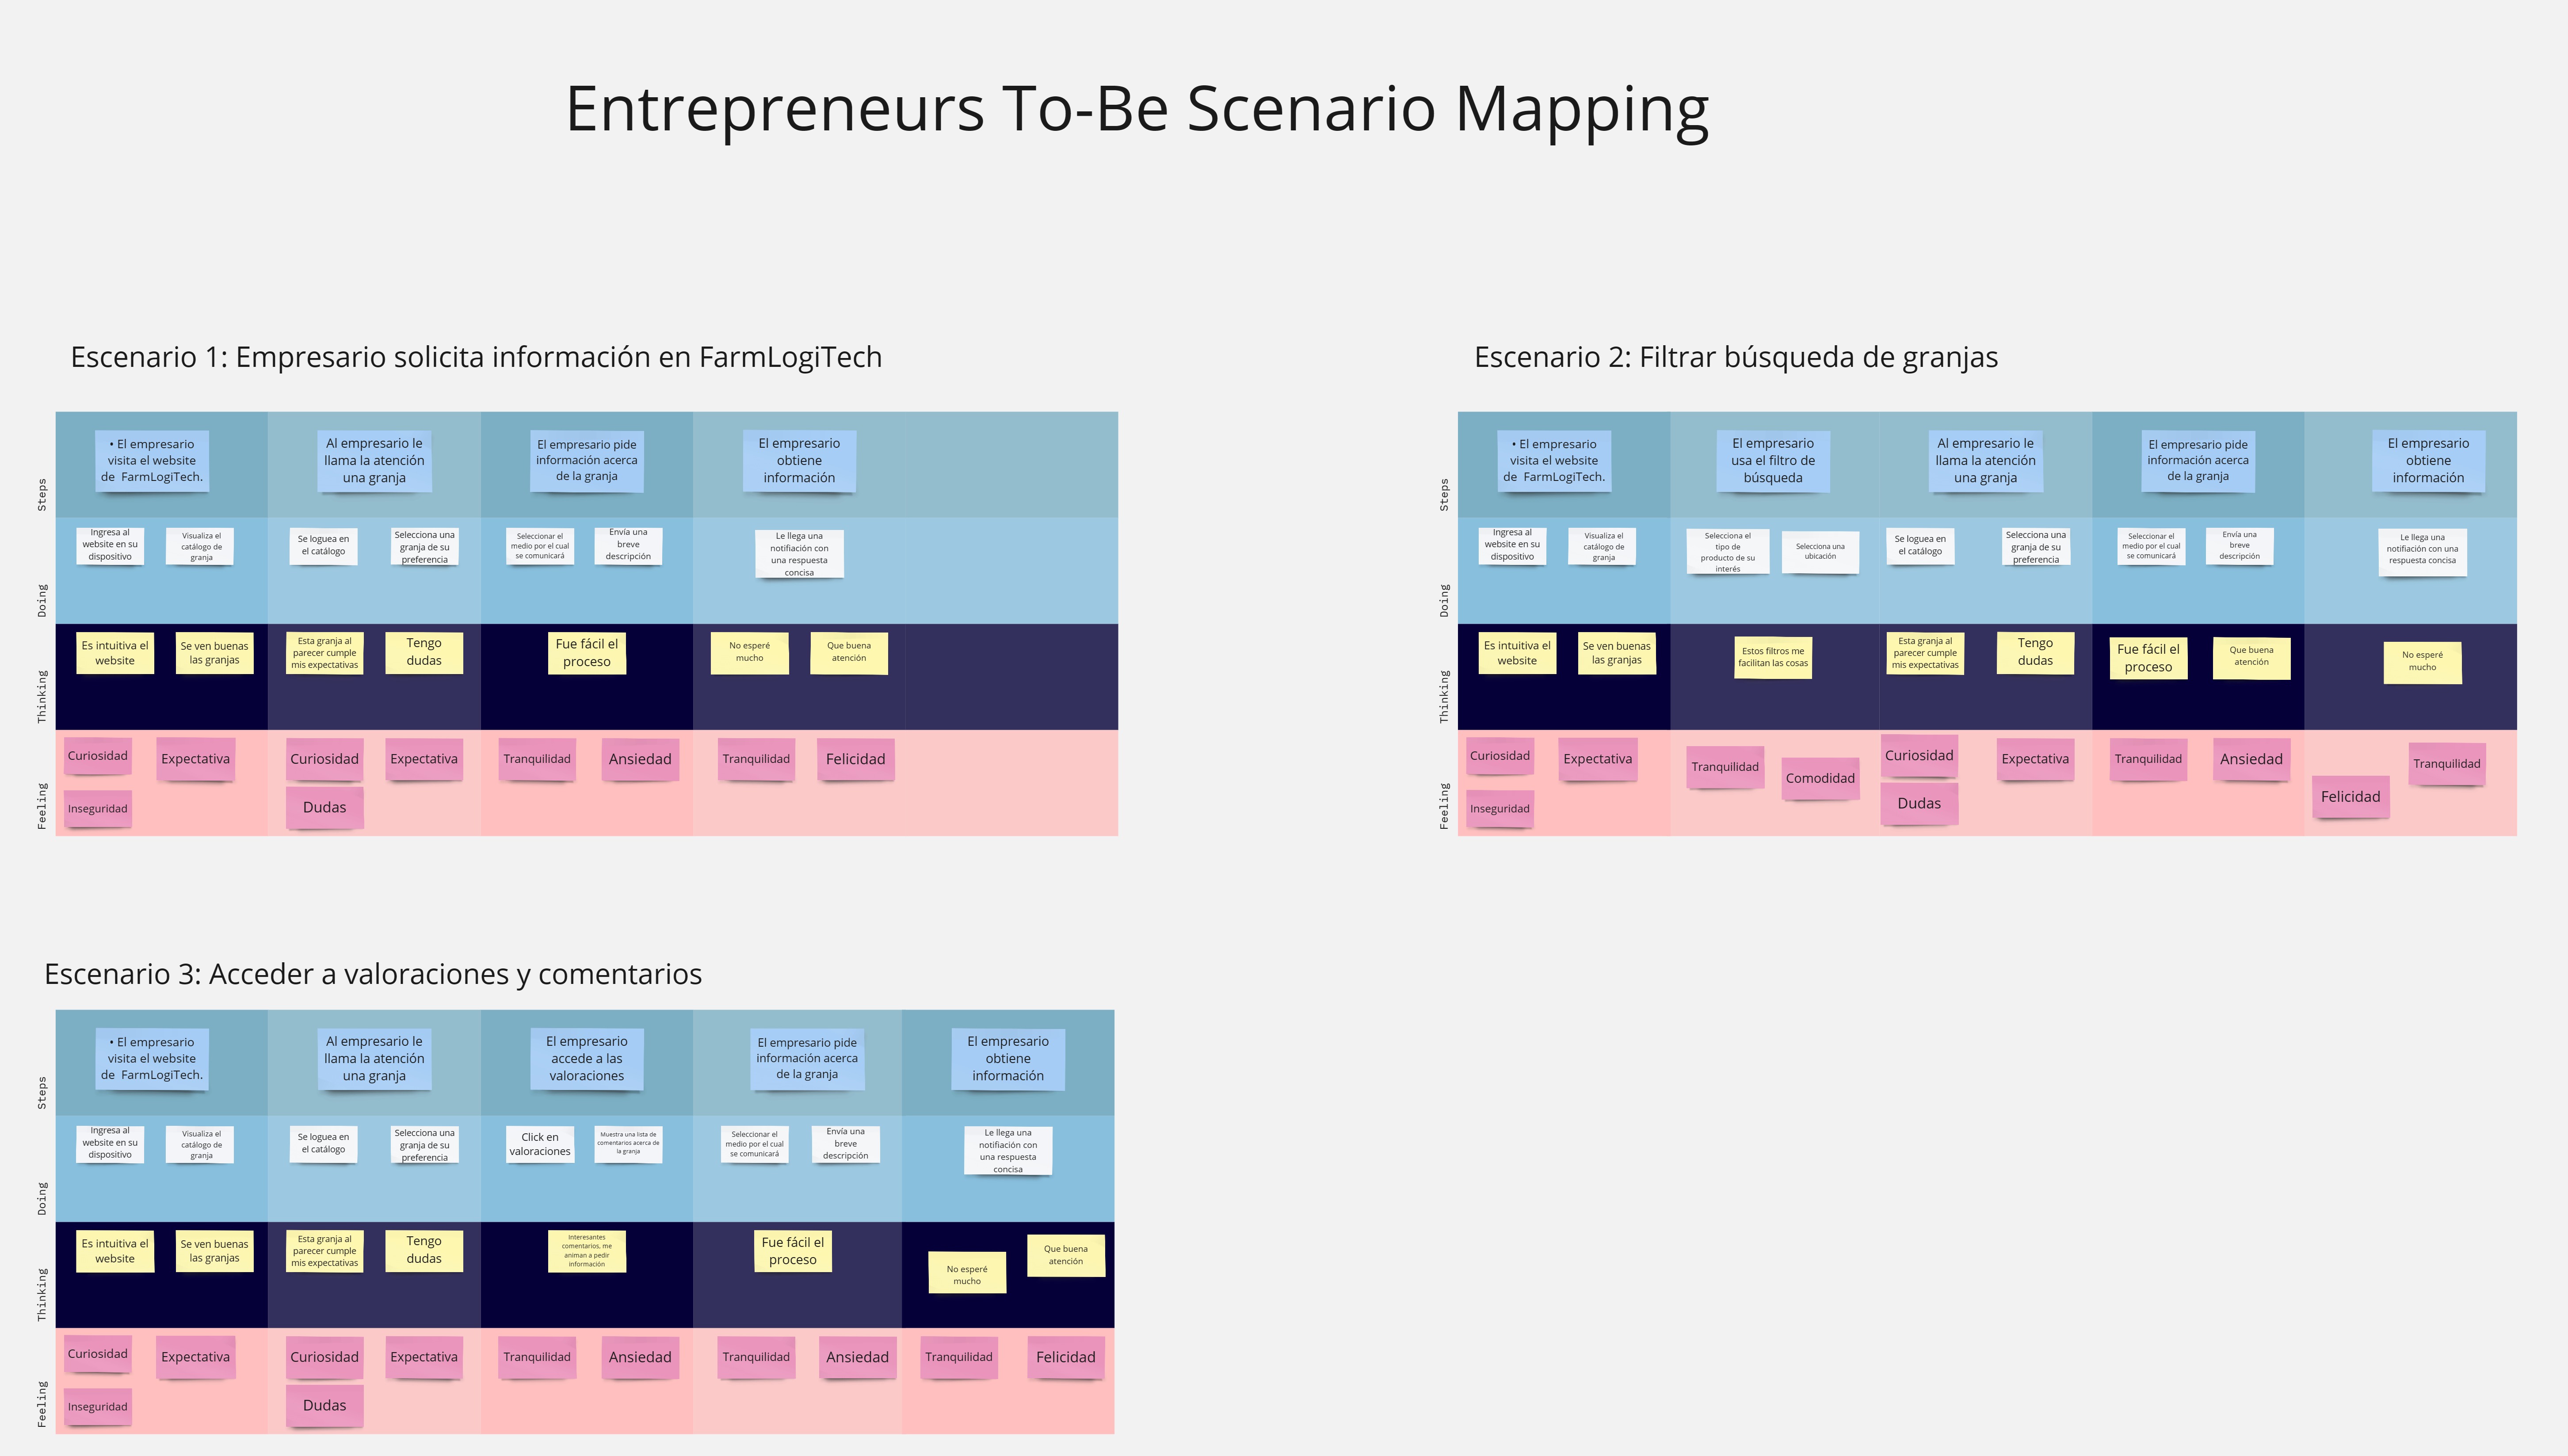 Entrepreneurs To-Be Scenario Mapping
Escenario 1: Empresario solicita información en FarmLogiTech
Steps
• El empresario
visita el website
de FarmLogiTech.
Al empresario le
llama la atención
una granja
El empresario pide
información acerca
de la granja
El empresario
obtiene
información
Doing
Ingresa al
website en su
dispositivo
Visualiza el
catálogo de
granja
Se loguea en
el catálogo
Selecciona una
granja de su
preferencia
Seleccionar el
medio por el cual
se comunicará
Envía una
breve
descripción
Le llega una
notifiación con
una respuesta
concisa
Thinking
Es intuitiva el
website
Se ven buenas
las granjas
Esta granja al
parecer cumple
mis expectativas
Tengo
dudas
Fue fácil el
proceso
No esperé
mucho
Que buena
atención
Feeling
Curiosidad
Expectativa
Inseguridad
Curiosidad
Expectativa
Dudas
Tranquilidad
Ansiedad
Tranquilidad
Felicidad
Escenario 2: Filtrar búsqueda de granjas
Steps
• El empresario
visita el website
de FarmLogiTech.
El empresario
usa el filtro de
búsqueda
Al empresario le
llama la atención
una granja
El empresario pide
información acerca
de la granja
El empresario
obtiene
información
Doing
Ingresa al
website en su
dispositivo
Visualiza el
catálogo de
granja
Selecciona el
tipo de
producto de su
interés
Selecciona una
ubicación
Se loguea en
el catálogo
Selecciona una
granja de su
preferencia
Seleccionar el
medio por el cual
se comunicará
Envía una
breve
descripción
Le llega una
notifiación con una
respuesta concisa
Thinking
Es intuitiva el
website
Se ven buenas
las granjas
Estos filtros me
facilitan las cosas
Esta granja al
parecer cumple
mis expectativas
Tengo
dudas
Fue fácil el
proceso
Que buena
atención
No esperé
mucho
Feeling
Curiosidad
Expectativa
Inseguridad
Tranquilidad
Comodidad
Curiosidad
Expectativa
Dudas
Tranquilidad
Ansiedad
Felicidad
Tranquilidad
Escenario 3: Acceder a valoraciones y comentarios
Steps
• El empresario
visita el website
de FarmLogiTech.
Al empresario le
llama la atención
una granja
El empresario
accede a las
valoraciones
El empresario pide
información acerca
de la granja
El empresario
obtiene
información
Doing
Ingresa al
website en su
dispositivo
Visualiza el
catálogo de
granja
Se loguea en
el catálogo
Selecciona una
granja de su
preferencia
Click en
valoraciones
Muestra una lista de
comentarios acerca de
la granja
Seleccionar el
medio por el cual
se comunicará
Envía una
breve
descripción
Le llega una
notifiación con
una respuesta
concisa
Thinking
Es intuitiva el
website
Se ven buenas
las granjas
Esta granja al
parecer cumple
mis expectativas
Tengo
dudas
Interesantes
comentarios, me
animan a pedir
información
Fue fácil el
proceso
No esperé
mucho
Que buena
atención
Feeling
Curiosidad
Expectativa
Inseguridad
Curiosidad
Expectativa
Dudas
Tranquilidad
Ansiedad
Tranquilidad
Ansiedad
Tranquilidad
Felicidad